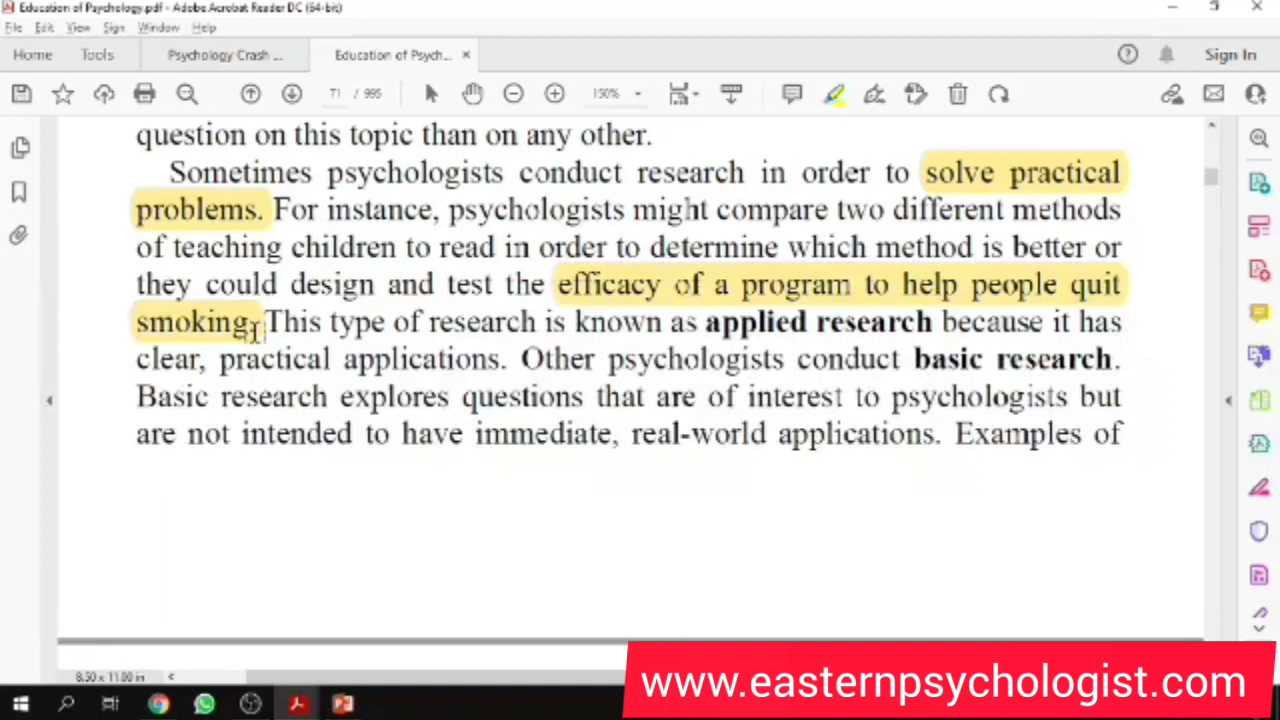 Education of Psychology.pdf - Adobe Acrobat Reader DC (64-bit)
File Edit View Sign Window Help
Home Tools Psychology Crash ... Education of Psych... × Sign In
71 / 995 150%
question on this topic than on any other.
Sometimes psychologists conduct research in order to solve practical
problems. For instance, psychologists might compare two different methods
of teaching children to read in order to determine which method is better or
they could design and test the efficacy of a program to help people quit
smoking. This type of research is known as applied research because it has
clear, practical applications. Other psychologists conduct basic research.
Basic research explores questions that are of interest to psychologists but
are not intended to have immediate, real-world applications. Examples of
8.50 x 11.00 in
www.easternpsychologist.com